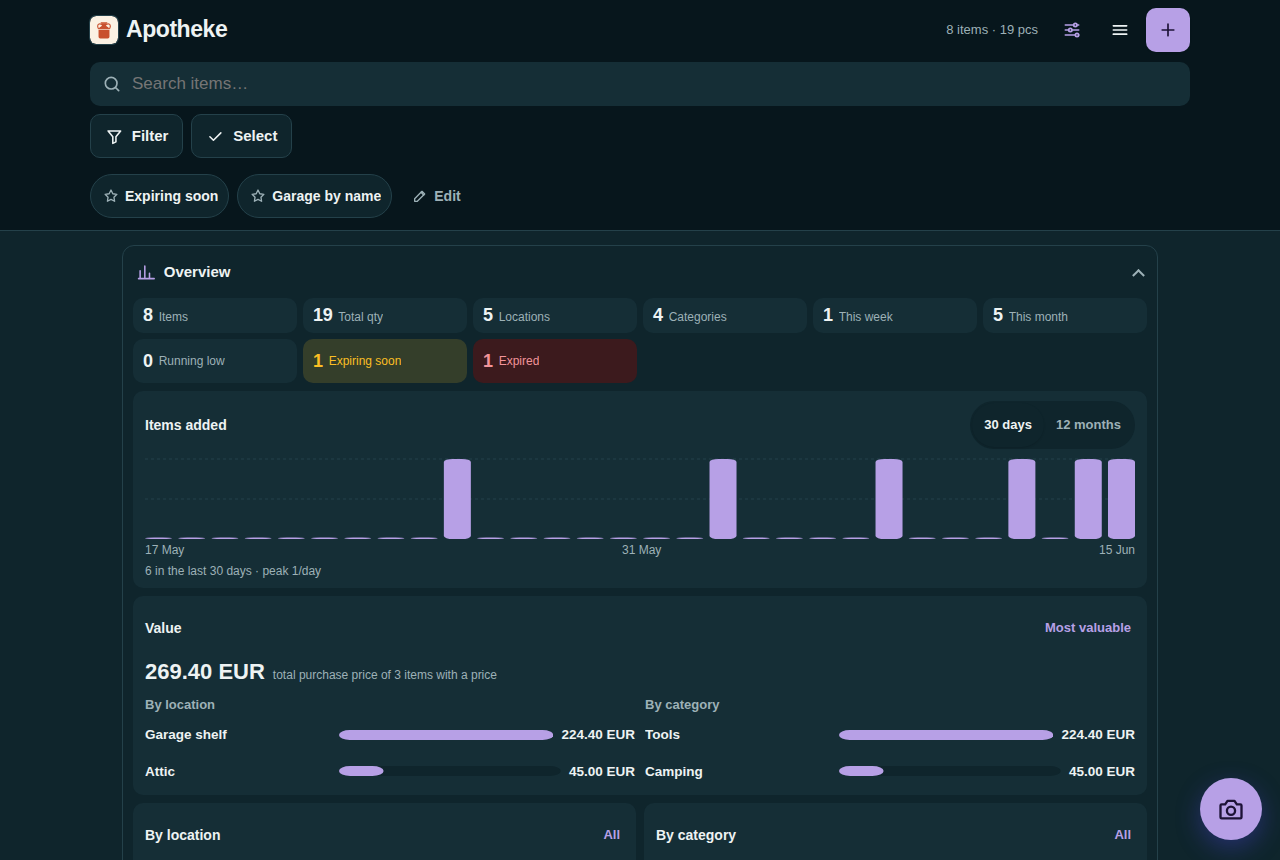 Apotheke
8 items · 19 pcs
Search items…
Filter
Select
Expiring soon
Garage by name
Edit
Overview
8 Items
19 Total qty
5 Locations
4 Categories
1 This week
5 This month
0 Running low
1 Expiring soon
1 Expired
Items added
30 days
12 months
17 May
31 May
15 Jun
6 in the last 30 days · peak 1/day
Value
Most valuable
269.40 EUR total purchase price of 3 items with a price
By location
Garage shelf 224.40 EUR
Attic 45.00 EUR
By category
Tools 224.40 EUR
Camping 45.00 EUR
By location
All
By category
All